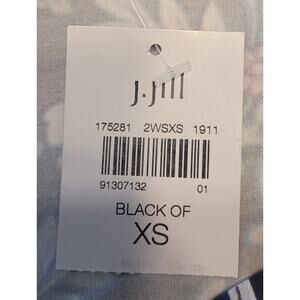 J.Jill
175281 2WSXS 1911
91307132 01
BLACK OF
XS